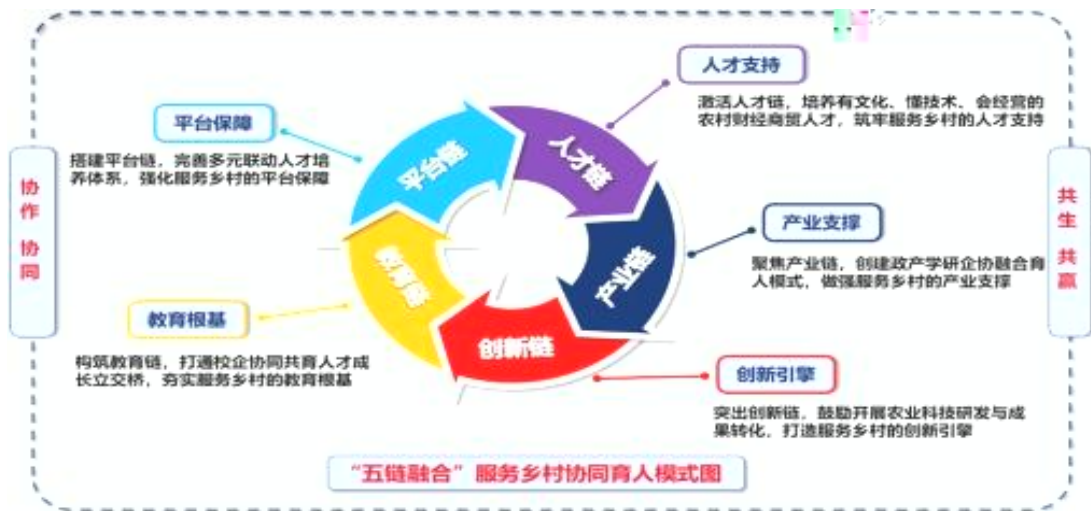 人才支持
激活人才链，培养有文化、懂技术、会经营的
农村财经商贸人才，筑牢服务乡村的人才支持
平台保障
搭建平台链，完善多元联动人才培
养体系，强化服务乡村的平台保障
平台链
人才链
协作 协同
共生 共赢
产业支撑
聚焦产业链，创建政产学研企协融合育
人模式，做强服务乡村的产业支撑
教育链
产业链
创新链
教育根基
构筑教育链，打通校企协同共育人才成
长立交桥，夯实服务乡村的教育根基
创新引擎
突出创新链，鼓励开展农业科技研发与成
果转化，打造服务乡村的创新引擎
“五链融合”服务乡村协同育人模式图